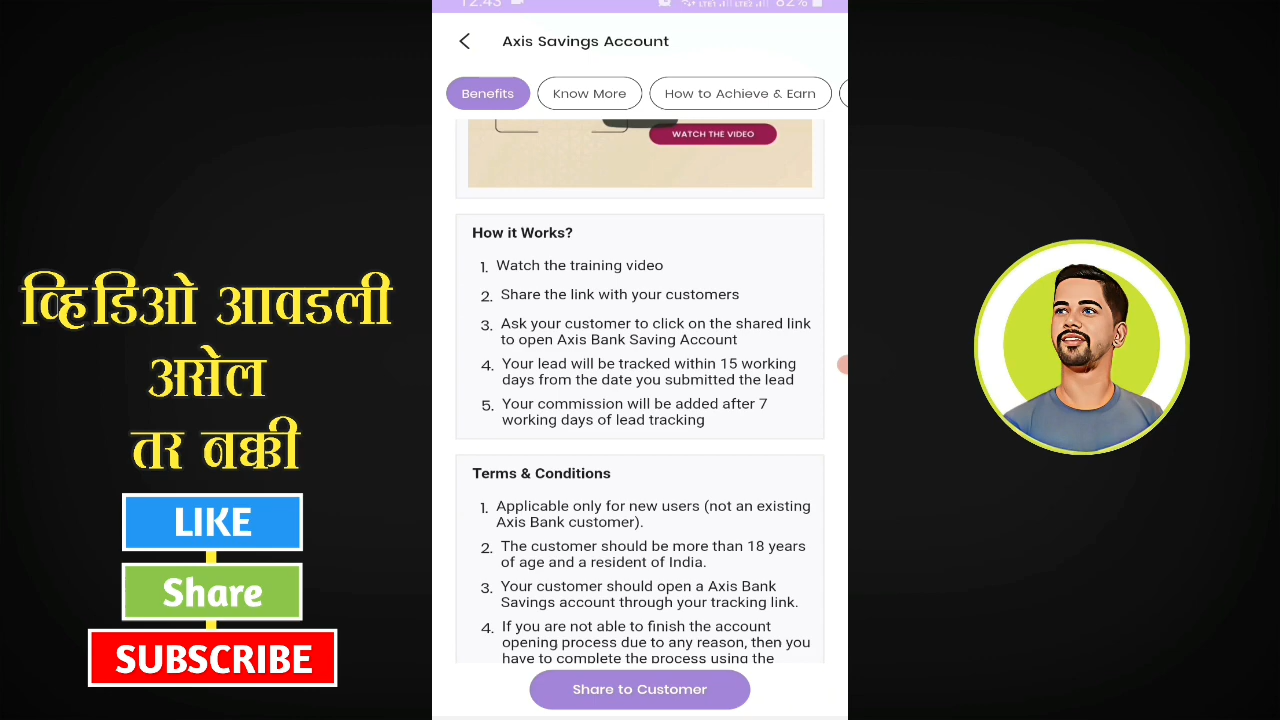 12.43
82%
Axis Savings Account
Benefits
Know More
How to Achieve & Earn
WATCH THE VIDEO
How it Works?
1. Watch the training video
2. Share the link with your customers
3. Ask your customer to click on the shared link
to open Axis Bank Saving Account
4. Your lead will be tracked within 15 working
days from the date you submitted the lead
5. Your commission will be added after 7
working days of lead tracking
Terms & Conditions
1. Applicable only for new users (not an existing
Axis Bank customer).
2. The customer should be more than 18 years
of age and a resident of India.
3. Your customer should open a Axis Bank
Savings account through your tracking link.
4. If you are not able to finish the account
opening process due to any reason, then you
have to complete the process using the
Share to Customer
व्हिडिओ आवडली
असेल
तर नक्की
LIKE
Share
SUBSCRIBE